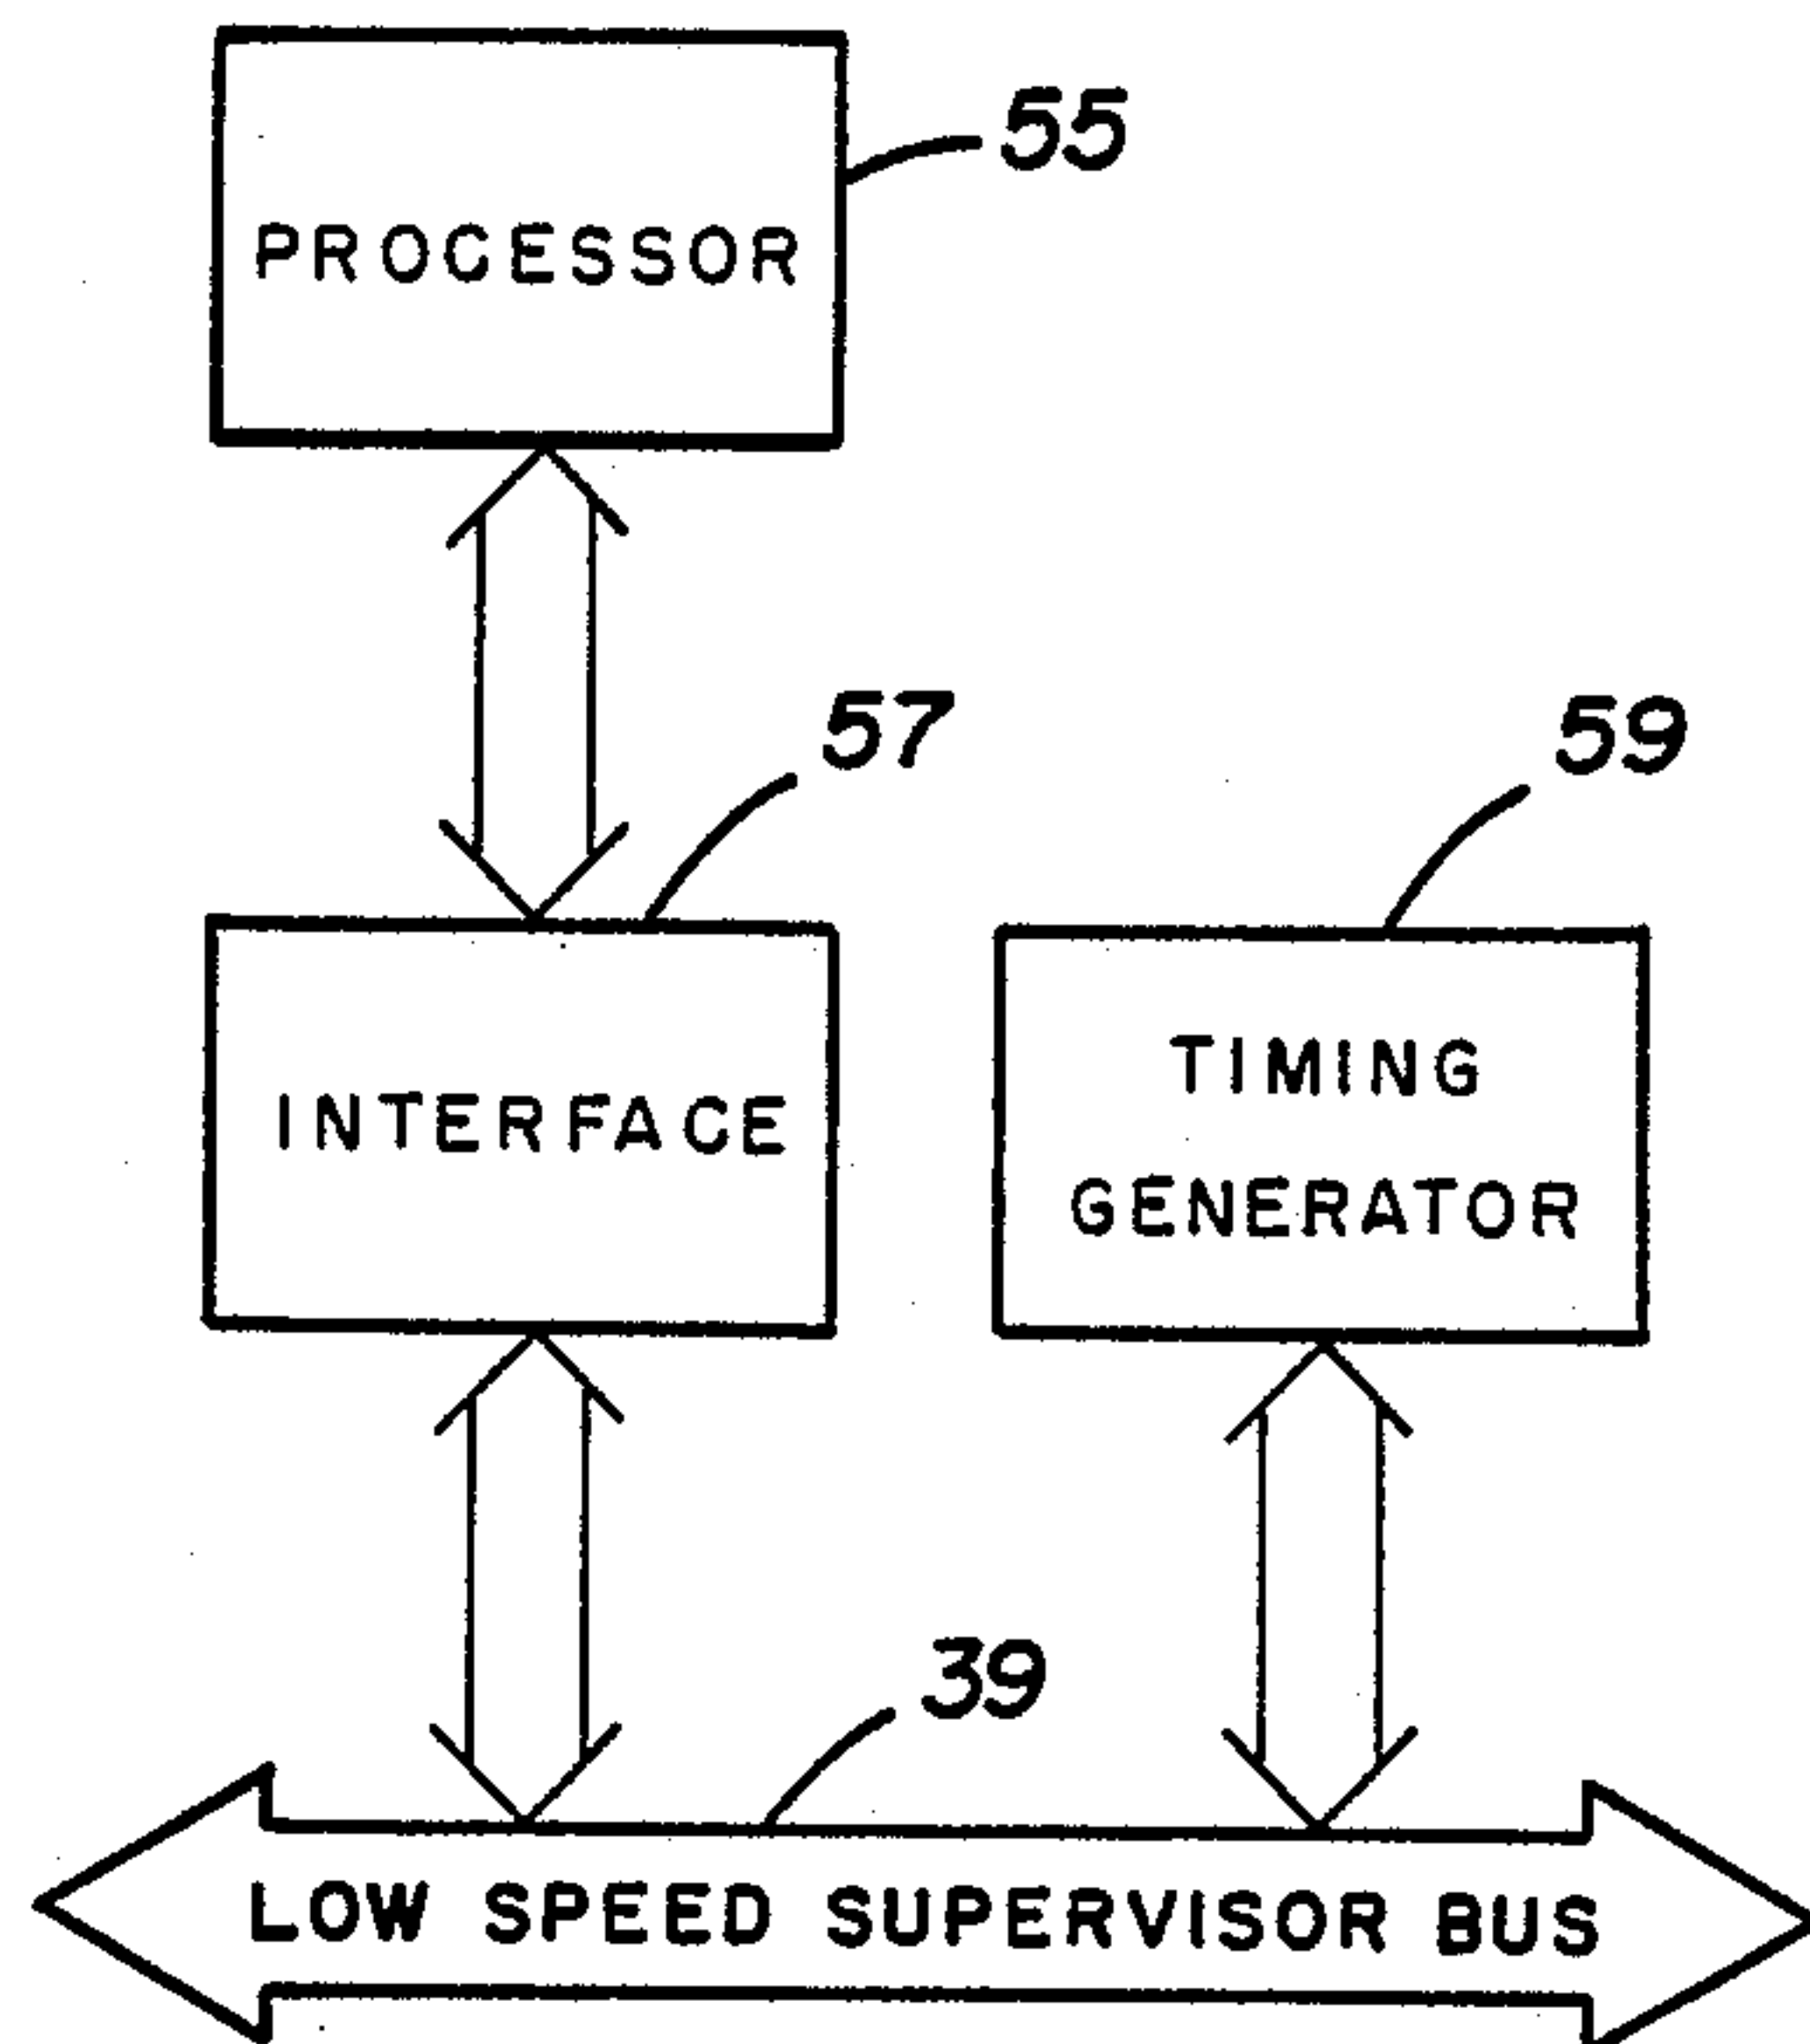 55
PROCESSOR
57
59
INTERFACE
TIMING
GENERATOR
39
LOW SPEED SUPERVISOR BUS